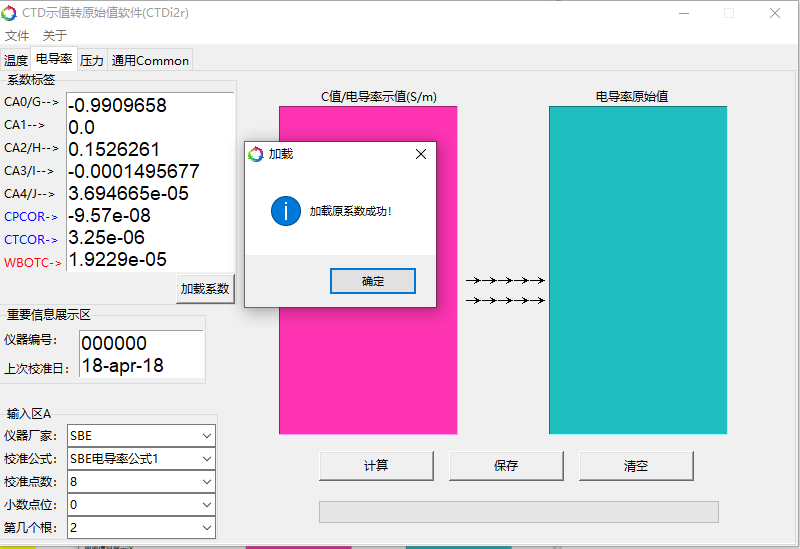 CTD示值转原始值软件(CTDi2r)
文件 关于
温度 电导率 压力 通用Common
系数标签
CA0/G--> -0.9909658
CA1--> 0.0
CA2/H--> 0.1526261
CA3/I--> -0.0001495677
CA4/J--> 3.694665e-05
CPCOR-> -9.57e-08
CTCOR-> 3.25e-06
WBOTC-> 1.9229e-05
加载系数
重要信息展示区
仪器编号: 000000
上次校准日: 18-apr-18
输入区A
仪器厂家: SBE
校准公式: SBE电导率公式1
校准点数: 8
小数点位: 0
第几个根: 2
C值/电导率示值(S/m)
电导率原始值
加载
加载原系数成功!
确定
计算 保存 清空